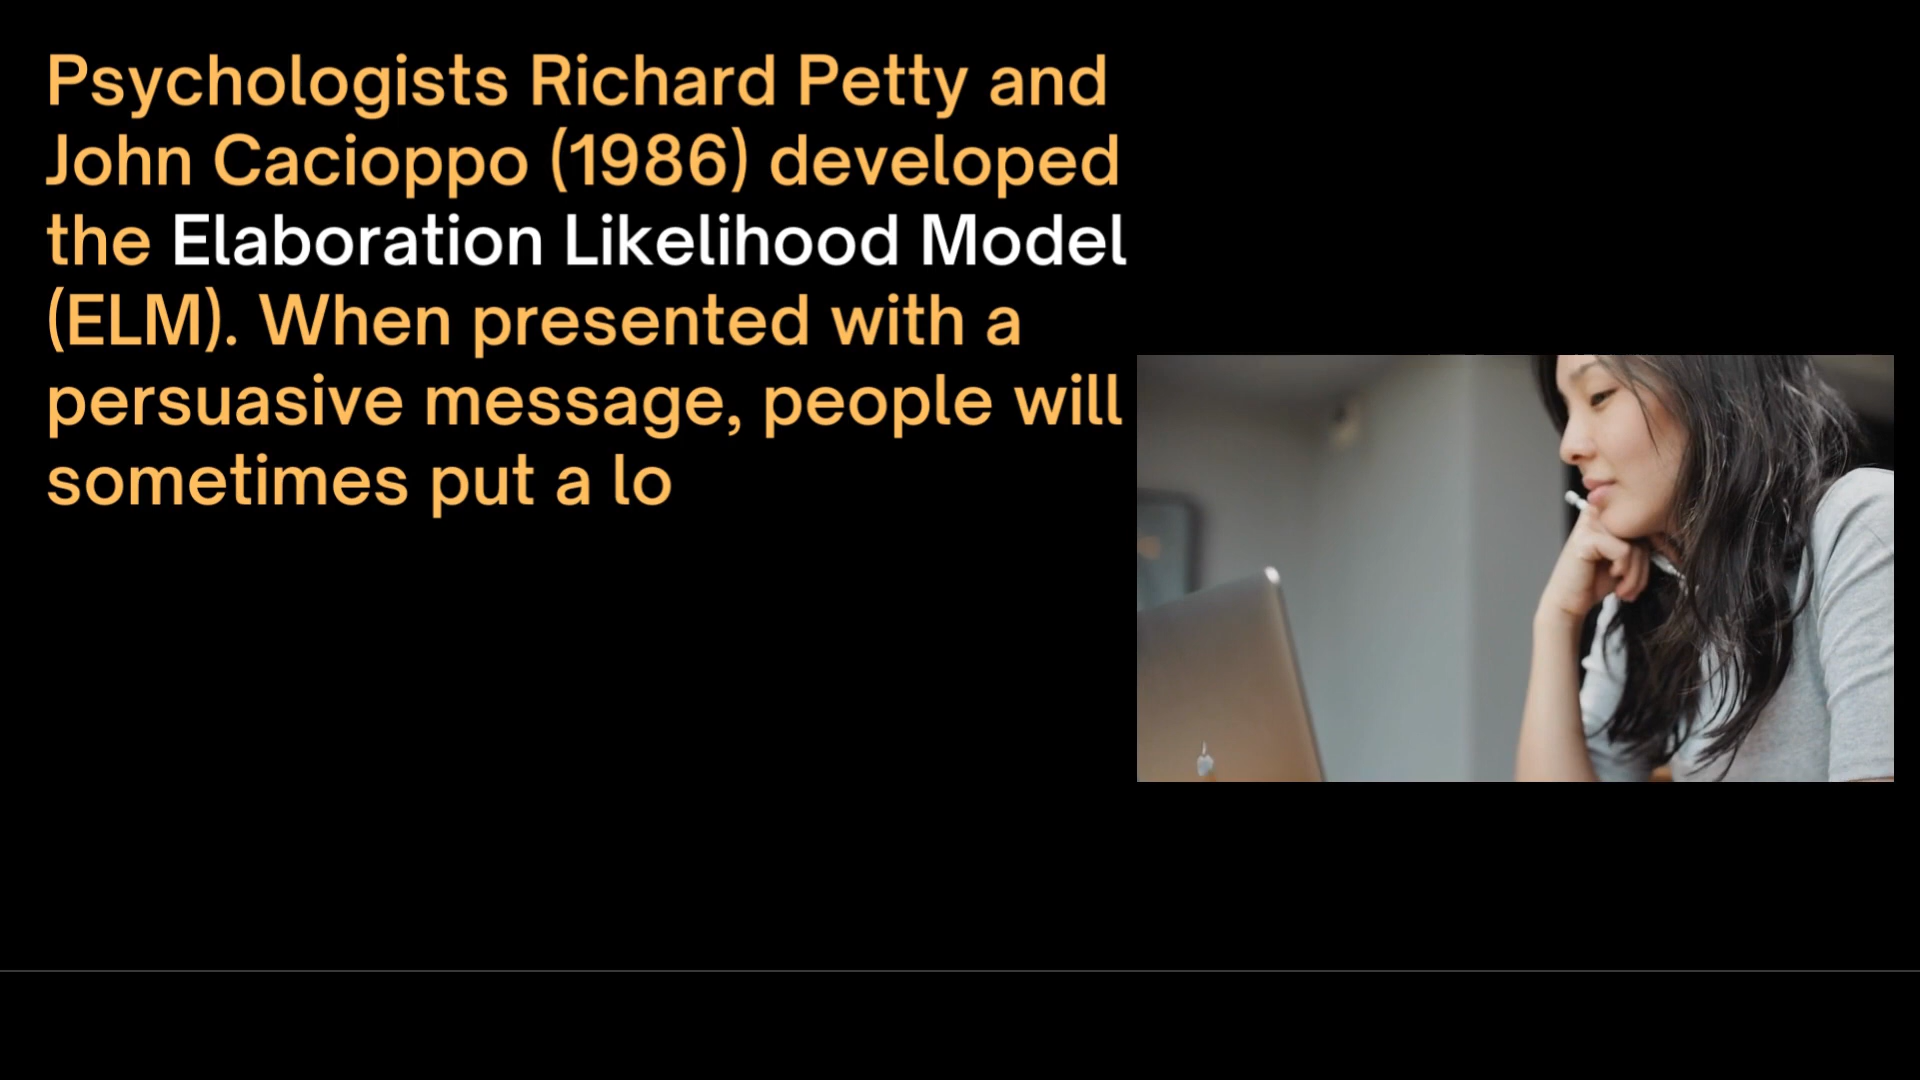 Psychologists Richard Petty and
John Cacioppo (1986) developed
the Elaboration Likelihood Model
(ELM). When presented with a
persuasive message, people will
sometimes put a lo